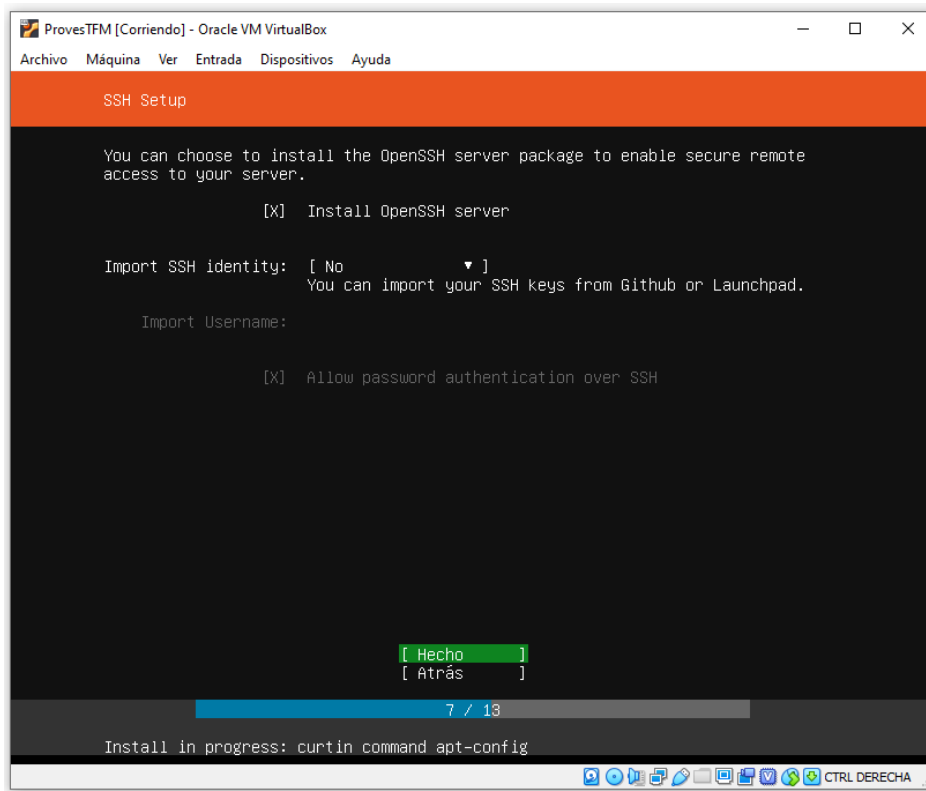 ProvesTFM [Corriendo] - Oracle VM VirtualBox
Archivo Máquina Ver Entrada Dispositivos Ayuda
SSH Setup
You can choose to install the OpenSSH server package to enable secure remote
access to your server.
[X] Install OpenSSH server
Import SSH identity: [ No ▾ ]
You can import your SSH keys from Github or Launchpad.
Import Username:
[X] Allow password authentication over SSH
[ Hecho ]
[ Atrás ]
7 / 13
Install in progress: curtin command apt-config
CTRL DERECHA